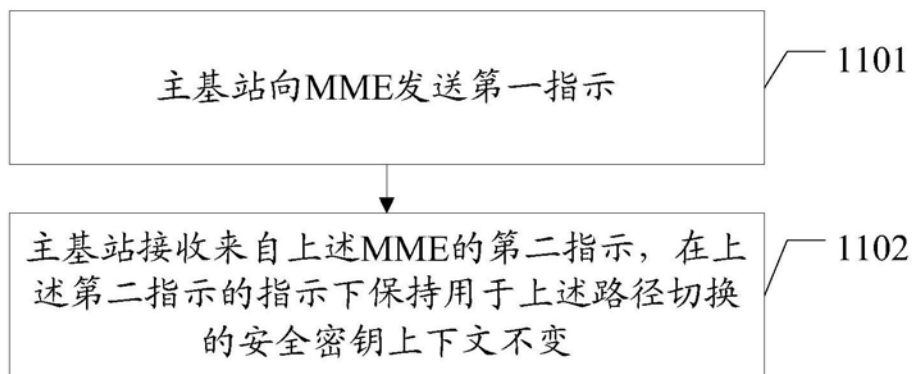 主基站向MME发送第一指示
1101
主基站接收来自上述MME的第二指示，在上
述第二指示的指示下保持用于上述路径切换
的安全密钥上下文不变
1102